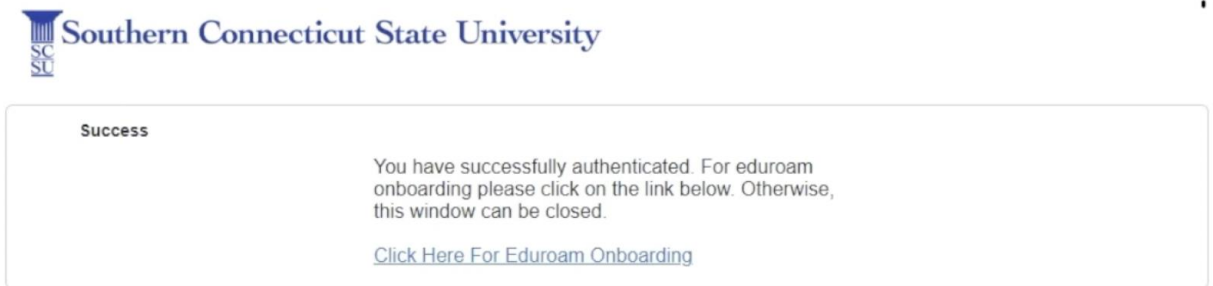 Southern Connecticut State University
SC
SU
Success
You have successfully authenticated. For eduroam
onboarding please click on the link below. Otherwise,
this window can be closed.
Click Here For Eduroam Onboarding